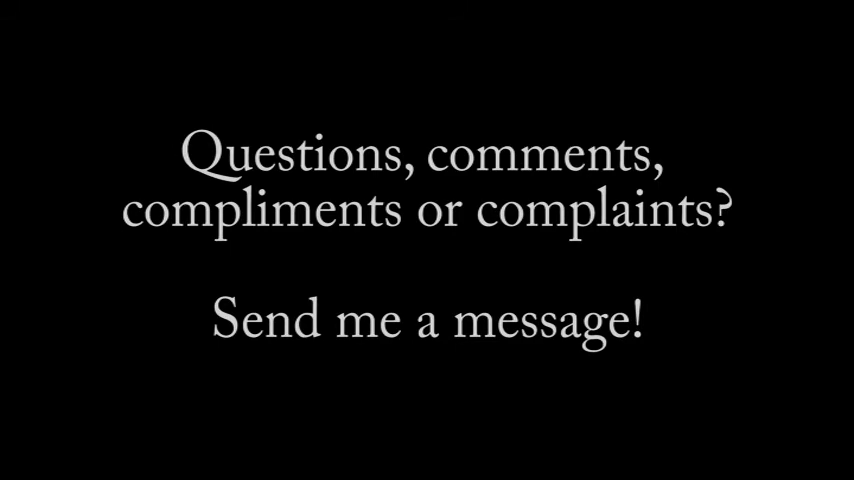 Questions, comments,
compliments or complaints?
Send me a message!